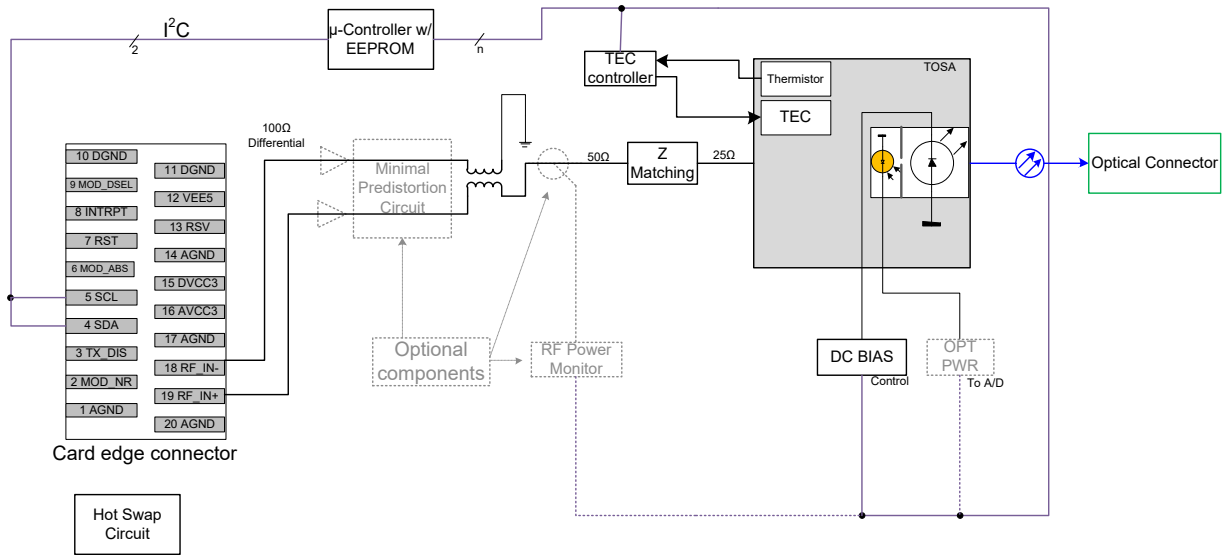 I2C
2
μ-Controller w/
EEPROM
n
TEC
controller
TOSA
Thermistor
TEC
100Ω
Differential
Minimal
Predistortion
Circuit
50Ω
Z
Matching
25Ω
Optical Connector
10 DGND
9 MOD_DSEL
8 INTRPT
7 RST
6 MOD_ABS
5 SCL
4 SDA
3 TX_DIS
2 MOD_NR
1 AGND
11 DGND
12 VEE5
13 RSV
14 AGND
15 DVCC3
16 AVCC3
17 AGND
18 RF_IN-
19 RF_IN+
20 AGND
Card edge connector
Optional
components
RF Power
Monitor
DC BIAS
Control
OPT
PWR
To A/D
Hot Swap
Circuit